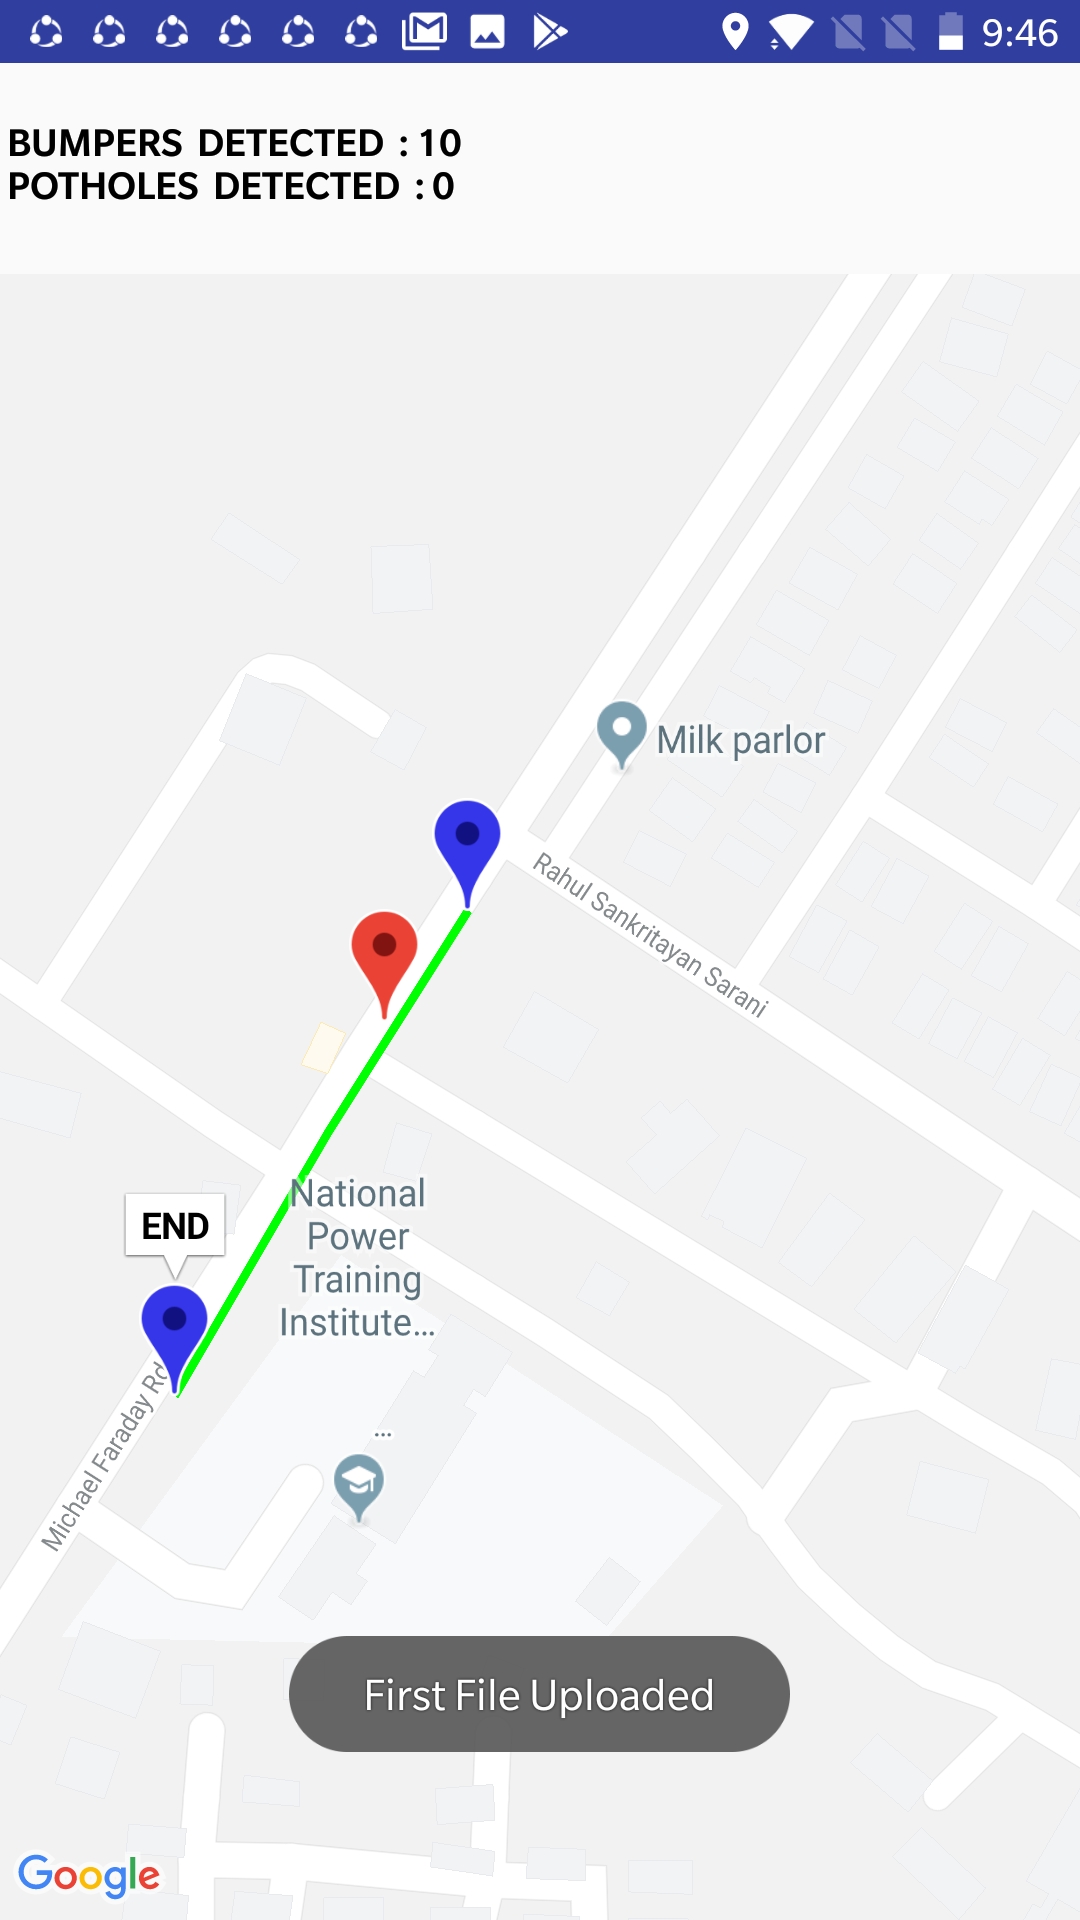 9:46
BUMPERS DETECTED : 10
POTHOLES DETECTED : 0
Milk parlor
Rahul Sankritayan Sarani
National
Power
Training
Institute...
END
Michael Faraday Rd
...
First File Uploaded
Google